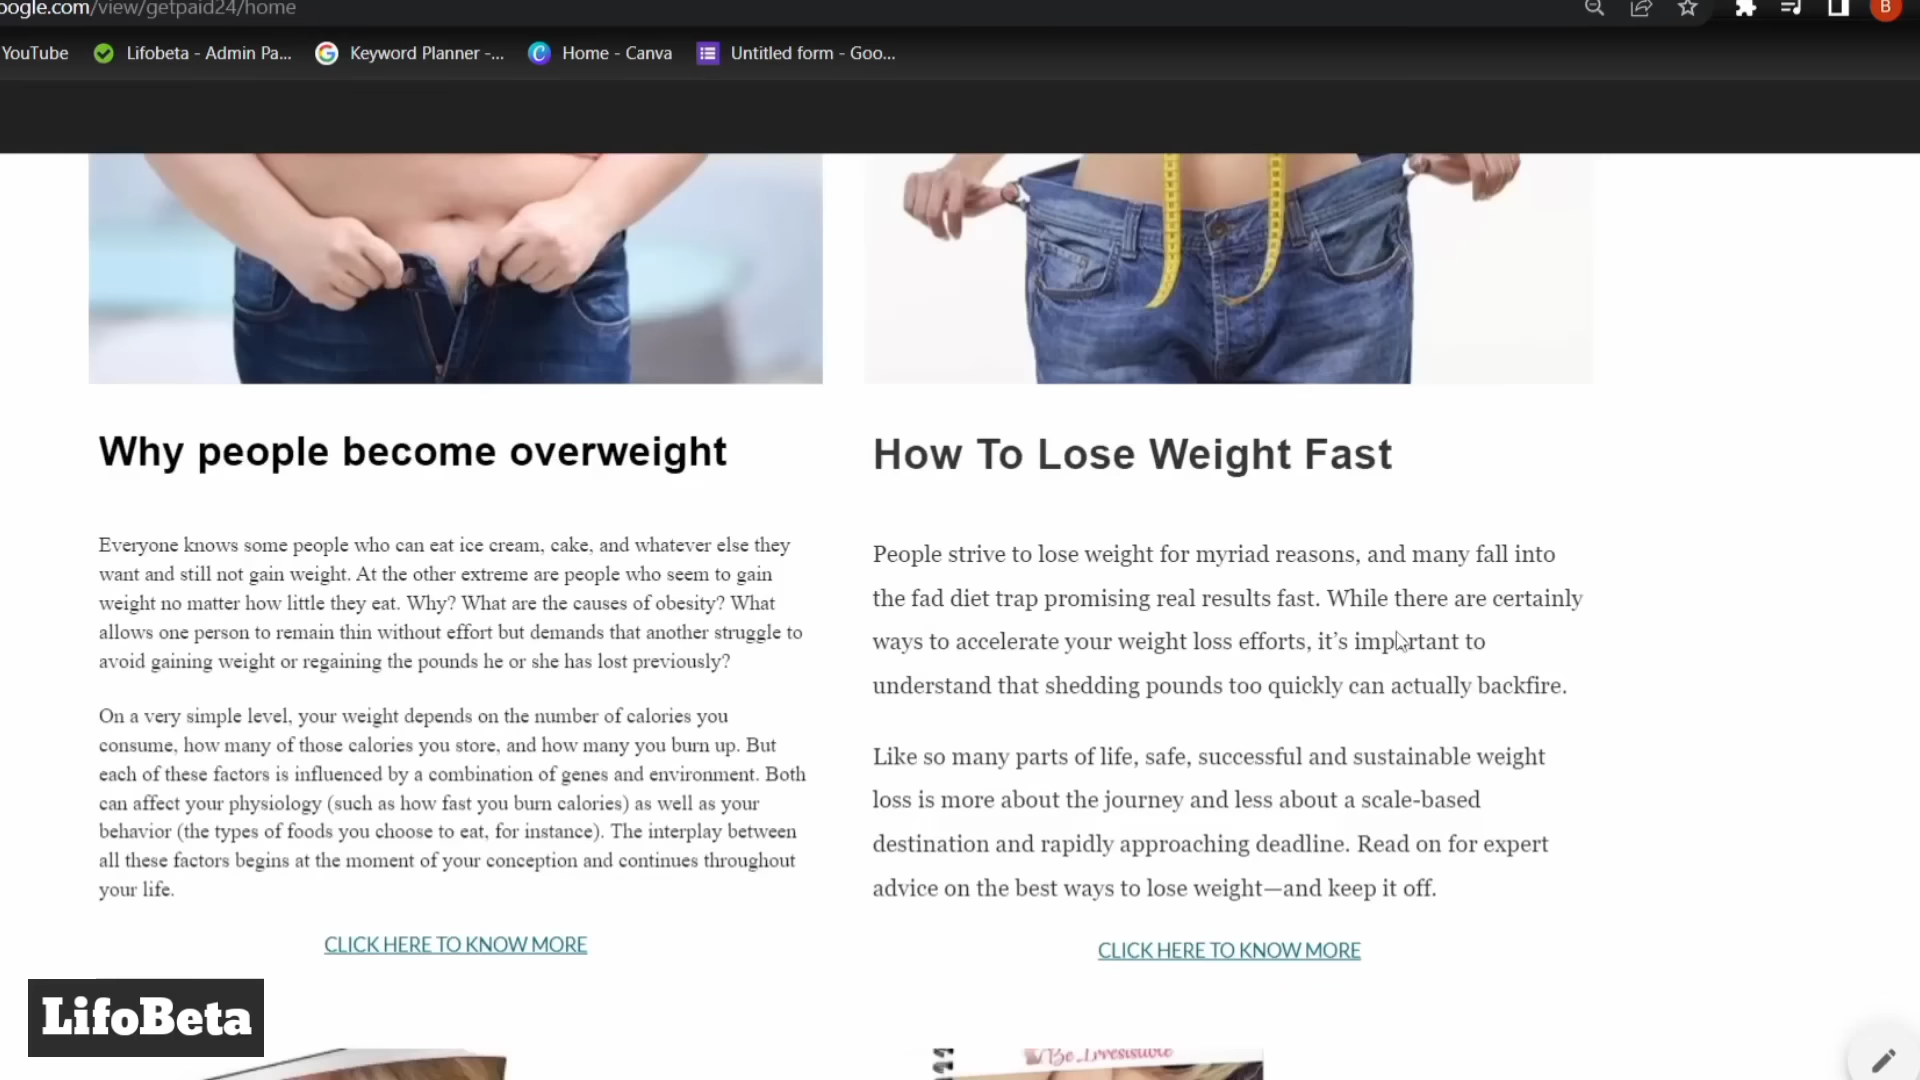 oogle.com/view/getpaid24/home
B
YouTube
Lifobeta - Admin Pa...
Keyword Planner -...
Home - Canva
Untitled form - Goo...
Why people become overweight
Everyone knows some people who can eat ice cream, cake, and whatever else they
want and still not gain weight. At the other extreme are people who seem to gain
weight no matter how little they eat. Why? What are the causes of obesity? What
allows one person to remain thin without effort but demands that another struggle to
avoid gaining weight or regaining the pounds he or she has lost previously?
On a very simple level, your weight depends on the number of calories you
consume, how many of those calories you store, and how many you burn up. But
each of these factors is influenced by a combination of genes and environment. Both
can affect your physiology (such as how fast you burn calories) as well as your
behavior (the types of foods you choose to eat, for instance). The interplay between
all these factors begins at the moment of your conception and continues throughout
your life.
CLICK HERE TO KNOW MORE
How To Lose Weight Fast
People strive to lose weight for myriad reasons, and many fall into
the fad diet trap promising real results fast. While there are certainly
ways to accelerate your weight loss efforts, it’s important to
understand that shedding pounds too quickly can actually backfire.
Like so many parts of life, safe, successful and sustainable weight
loss is more about the journey and less about a scale-based
destination and rapidly approaching deadline. Read on for expert
advice on the best ways to lose weight—and keep it off.
CLICK HERE TO KNOW MORE
LifoBeta
Be Irresistible